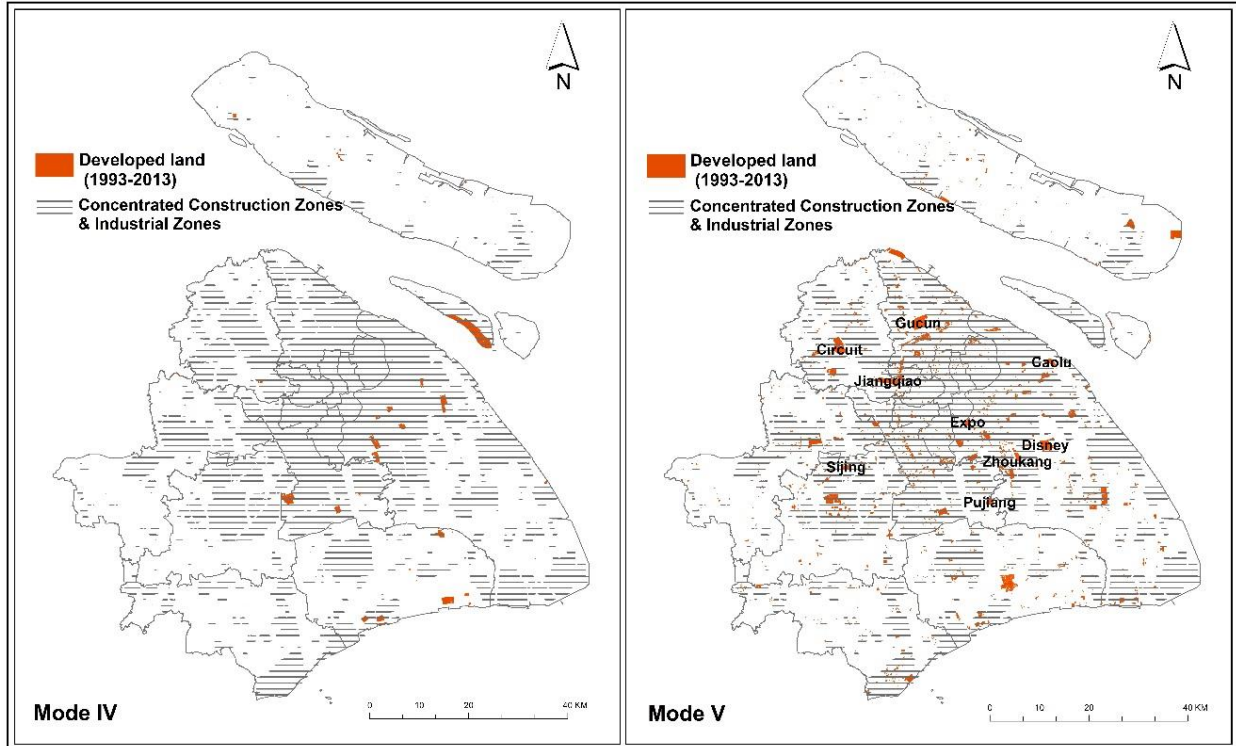 N
Developed land
(1993-2013)
Concentrated Construction Zones
& Industrial Zones
Mode IV
0 10 20 40 KM
N
Developed land
(1993-2013)
Concentrated Construction Zones
& Industrial Zones
Gucun
Circuit
Caolu
Jiangqiao
Expo
Disney
Zhoukang
Sijing
Pujiang
Mode V
0 10 20 40 KM